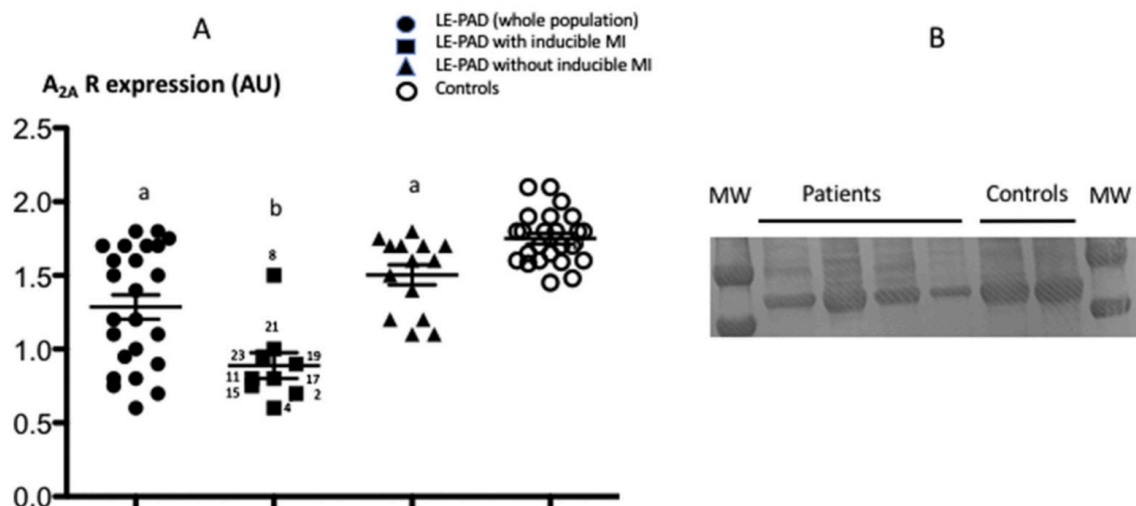 A
LE-PAD (whole population)
LE-PAD with inducible MI
LE-PAD without inducible MI
Controls
A2A R expression (AU)
2.5
2.0
1.5
1.0
0.5
0.0
a
b
a
8
21
23
19
11
17
15
2
4
B
MW Patients Controls MW